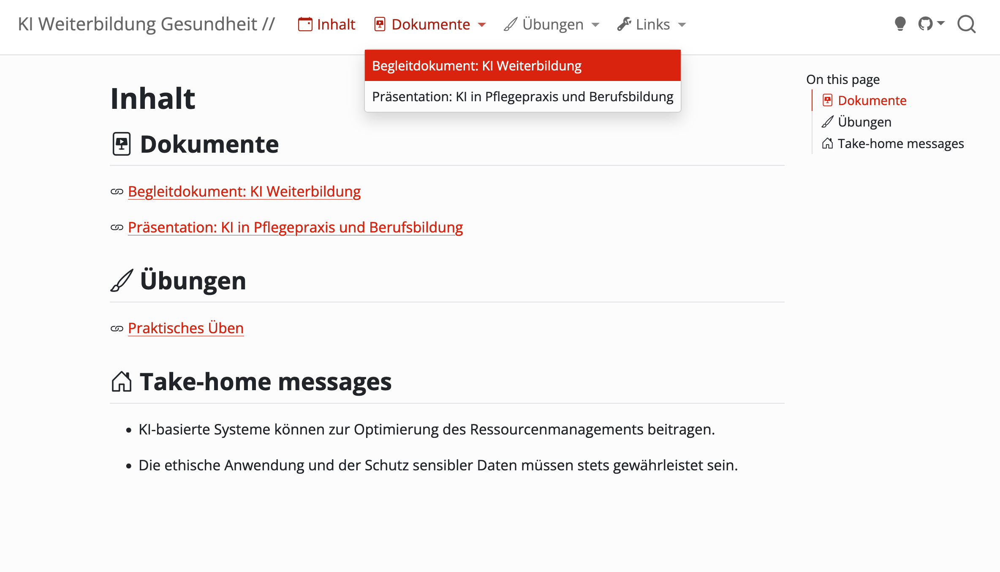 KI Weiterbildung Gesundheit //
Inhalt
Dokumente
Übungen
Links
Begleitdokument: KI Weiterbildung
Präsentation: KI in Pflegepraxis und Berufsbildung
On this page
Dokumente
Übungen
Take-home messages
Inhalt
Dokumente
Begleitdokument: KI Weiterbildung
Präsentation: KI in Pflegepraxis und Berufsbildung
Übungen
Praktisches Üben
Take-home messages
• KI-basierte Systeme können zur Optimierung des Ressourcenmanagements beitragen.
• Die ethische Anwendung und der Schutz sensibler Daten müssen stets gewährleistet sein.